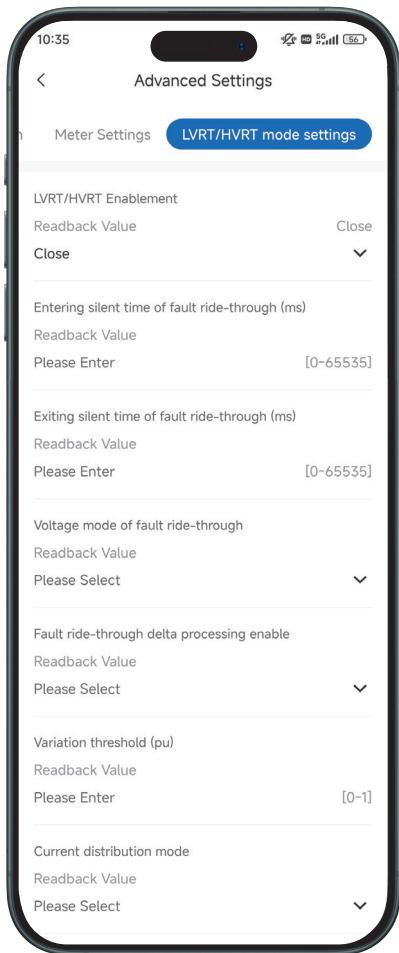 10:35
HD 5G 56
Advanced Settings
Meter Settings LVRT/HVRT mode settings
LVRT/HVRT Enablement
Readback Value Close
Close
Entering silent time of fault ride-through (ms)
Readback Value
Please Enter [0-65535]
Exiting silent time of fault ride-through (ms)
Readback Value
Please Enter [0-65535]
Voltage mode of fault ride-through
Readback Value
Please Select
Fault ride-through delta processing enable
Readback Value
Please Select
Variation threshold (pu)
Readback Value
Please Enter [0-1]
Current distribution mode
Readback Value
Please Select